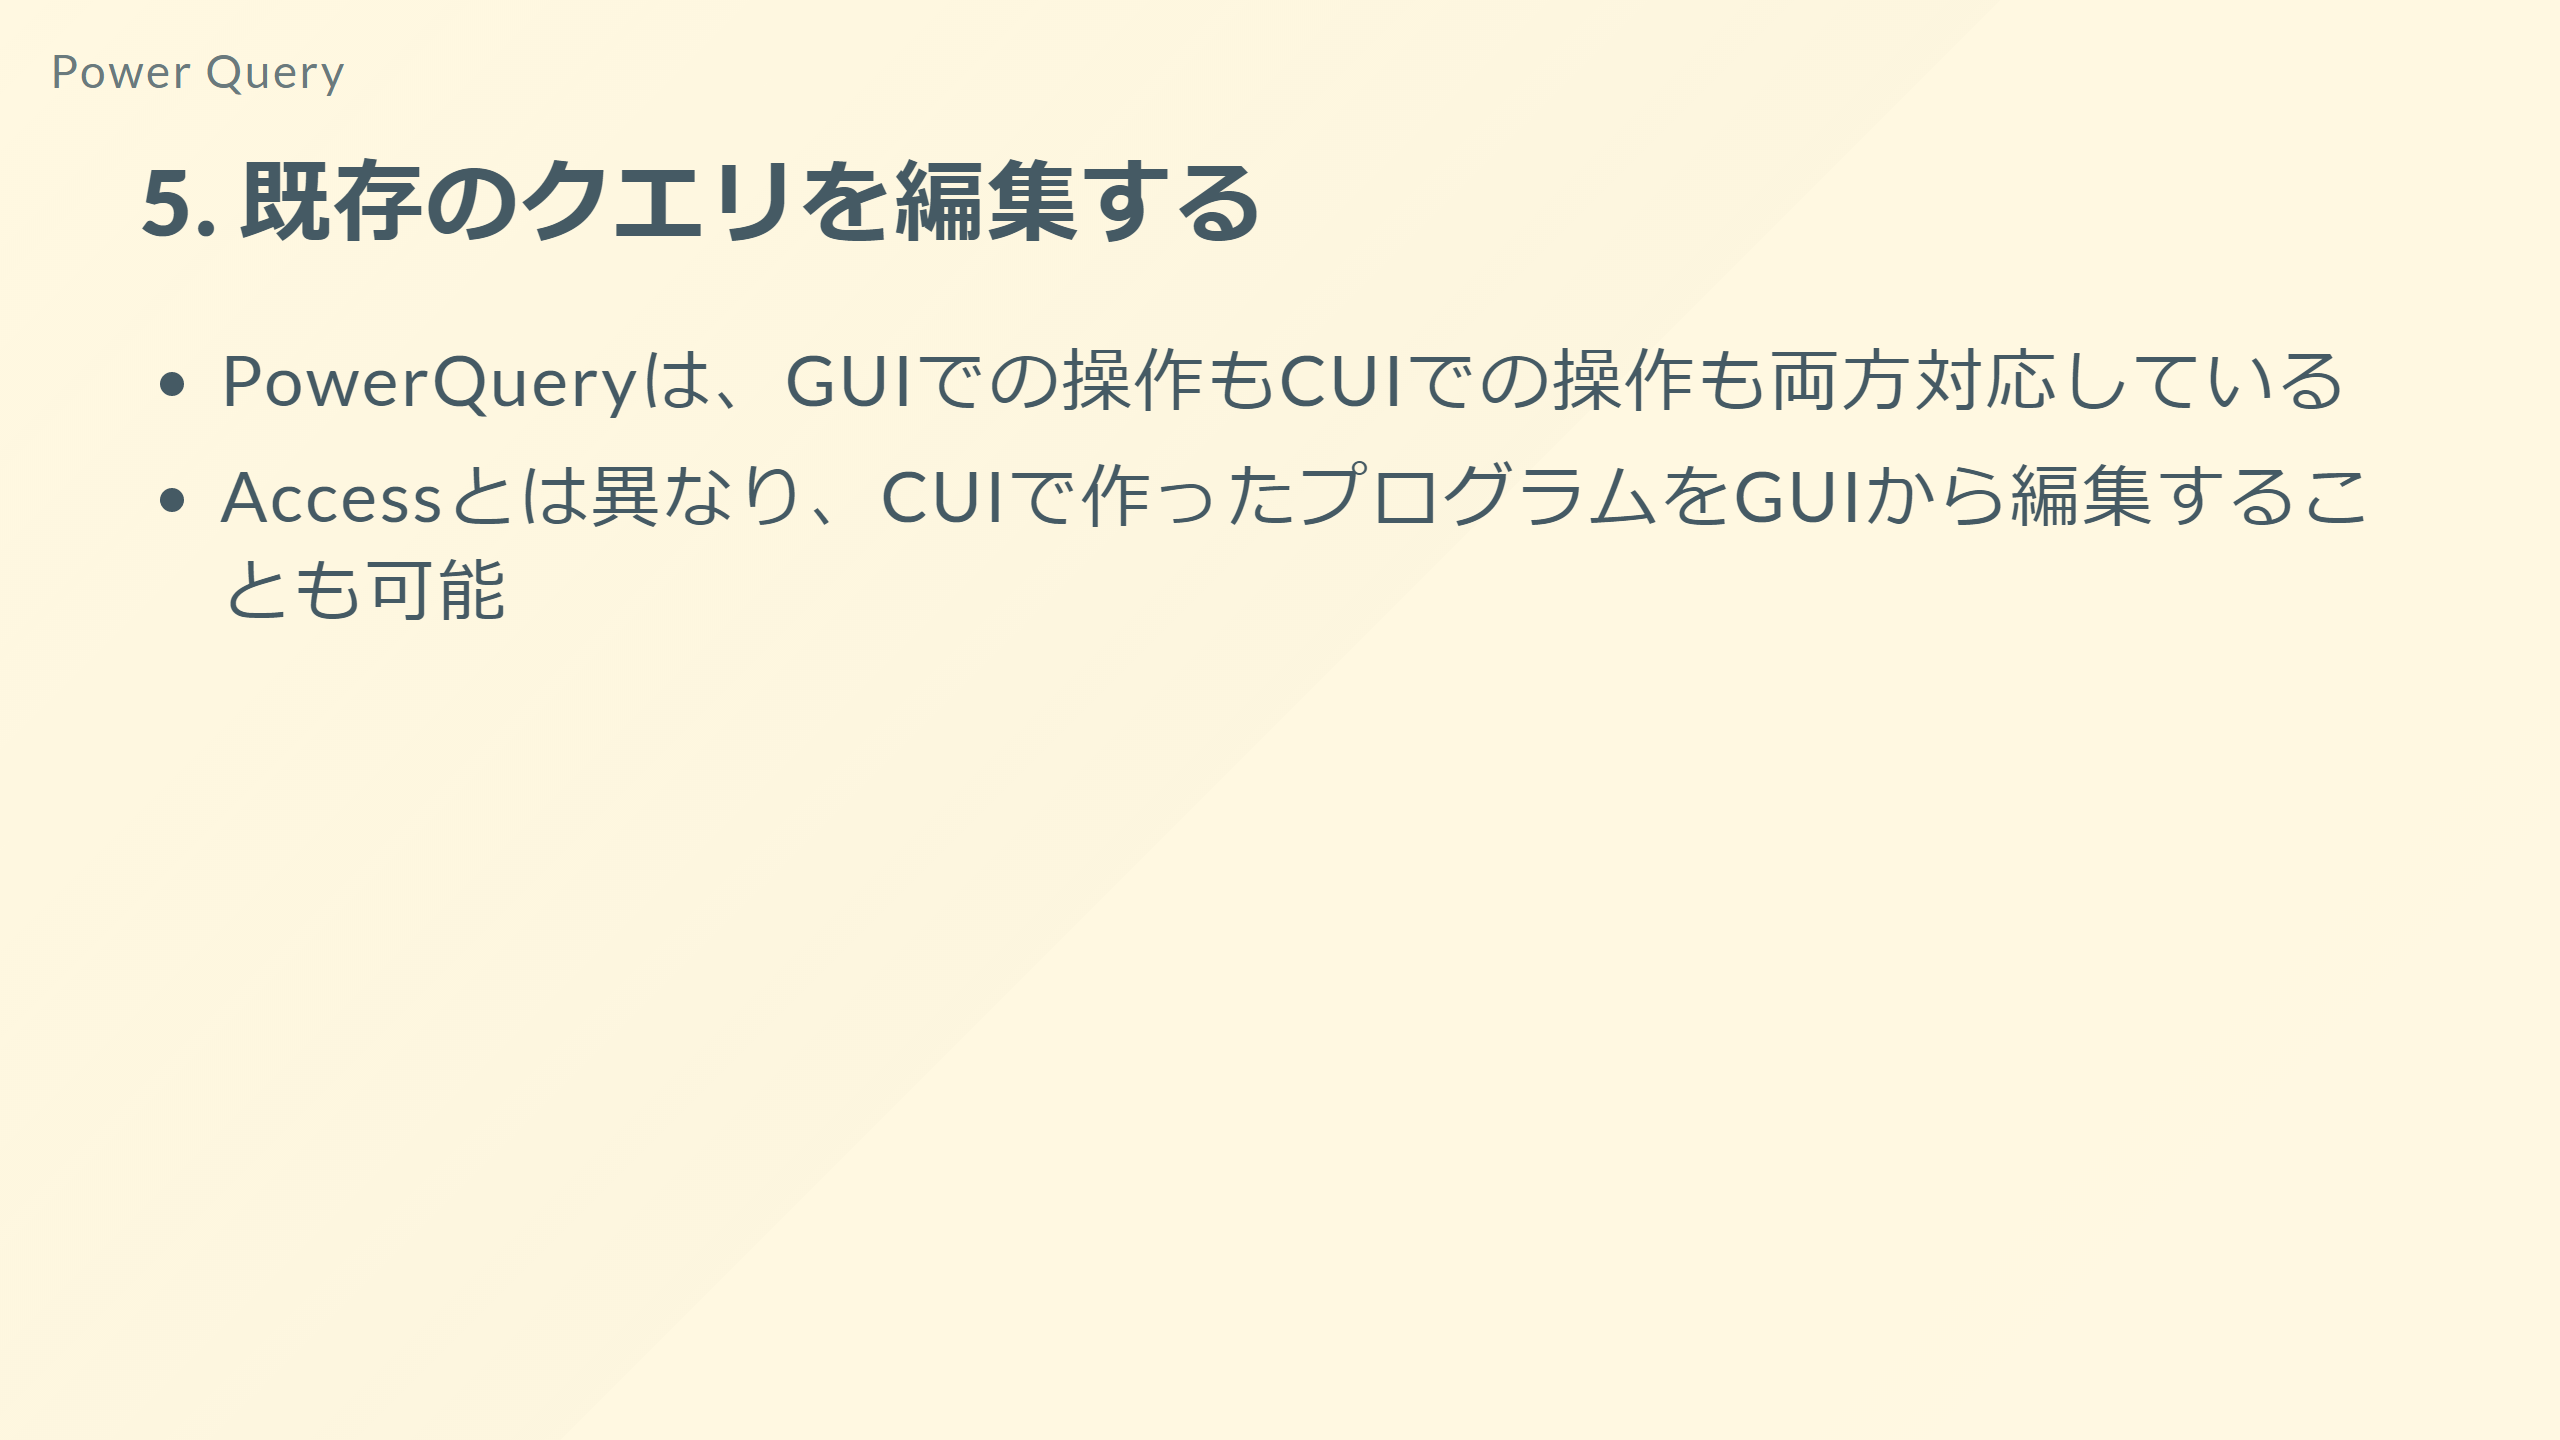 Power Query
5. 既存のクエリを編集する
• PowerQueryは、GUIでの操作もCUIでの操作も両方対応している
• Accessとは異なり、CUIで作ったプログラムをGUIから編集するこ
とも可能